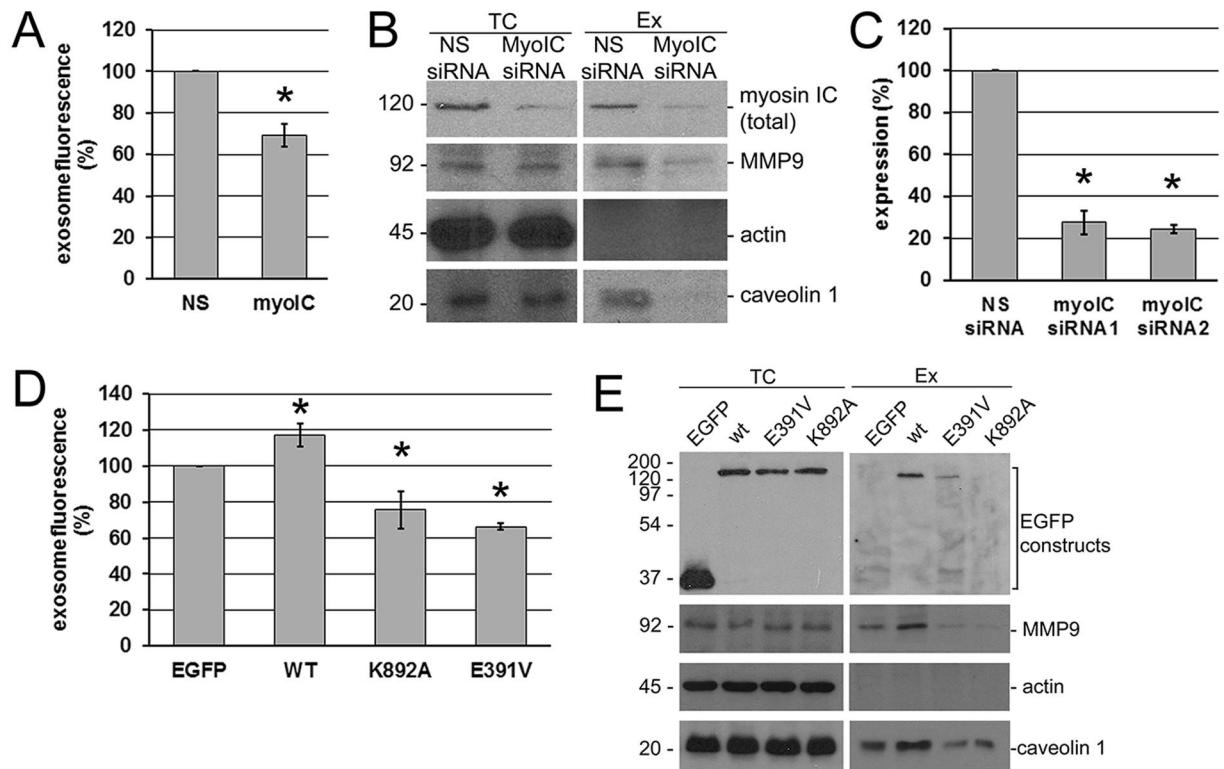 A
120
100
80
60
40
20
0
exosome fluorescence
(%)
*
NS
myoIC
B
TC
Ex
NS
siRNA
MyoIC
siRNA
NS
siRNA
MyoIC
siRNA
120 -
myosin IC
(total)
92 -
MMP9
45 -
actin
20 -
caveolin 1
C
120
100
80
60
40
20
0
expression (%)
*
*
NS
siRNA
myoIC
siRNA1
myoIC
siRNA2
D
140
120
100
80
60
40
20
0
exosome fluorescence
(%)
*
*
*
EGFP
WT
K892A
E391V
E
TC
Ex
EGFP
wt
E391V
K892A
EGFP
wt
E391V
K892A
200 -
120 -
97 -
54 -
37 -
EGFP
constructs
92 -
- MMP9
45 -
- actin
20 -
-caveolin 1